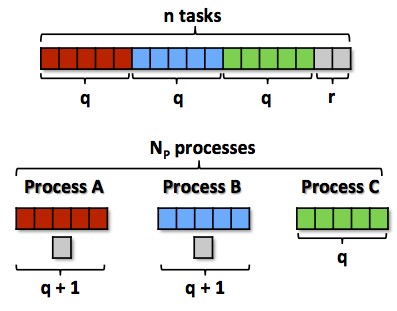 n tasks
q q q r
N_P processes
Process A Process B Process C
q
q + 1 q + 1